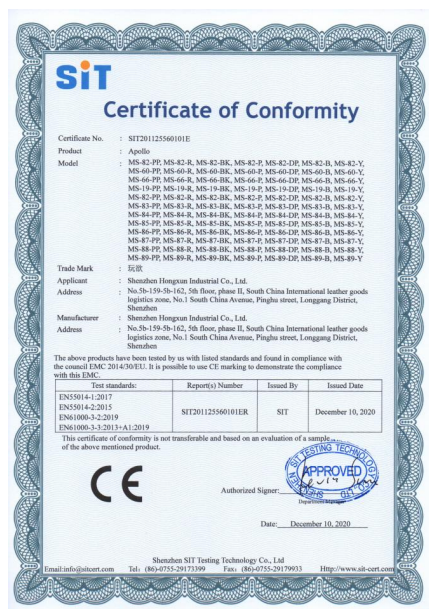 SiT
Certificate of Conformity
Certificate No. : SIT201125560101E
Product : Apollo
Model : MS-82-PP, MS-82-R, MS-82-BK, MS-82-P, MS-82-DP, MS-82-B, MS-82-Y,
MS-60-PP, MS-60-R, MS-60-BK, MS-60-P, MS-60-DP, MS-60-B, MS-60-Y,
MS-66-PP, MS-66-R, MS-66-BK, MS-66-P, MS-66-DP, MS-66-B, MS-66-Y,
MS-19-PP, MS-19-R, MS-19-BK, MS-19-P, MS-19-DP, MS-19-B, MS-19-Y,
MS-82-PP, MS-82-R, MS-82-BK, MS-82-P, MS-82-DP, MS-82-B, MS-82-Y,
MS-83-PP, MS-83-R, MS-83-BK, MS-83-P, MS-83-DP, MS-83-B, MS-83-Y,
MS-84-PP, MS-84-R, MS-84-BK, MS-84-P, MS-84-DP, MS-84-B, MS-84-Y,
MS-85-PP, MS-85-R, MS-85-BK, MS-85-P, MS-85-DP, MS-85-B, MS-85-Y,
MS-86-PP, MS-86-R, MS-86-BK, MS-86-P, MS-86-DP, MS-86-B, MS-86-Y,
MS-87-PP, MS-87-R, MS-87-BK, MS-87-P, MS-87-DP, MS-87-B, MS-87-Y,
MS-88-PP, MS-88-R, MS-88-BK, MS-88-P, MS-88-DP, MS-88-B, MS-88-Y,
MS-89-PP, MS-89-R, MS-89-BK, MS-89-P, MS-89-DP, MS-89-B, MS-89-Y
Trade Mark : 玩歆
Applicant : Shenzhen Hongxun Industrial Co., Ltd.
Address : No.5b-159-5b-162, 5th floor, phase II, South China International leather goods
logistics zone, No.1 South China Avenue, Pinghu street, Longgang District,
Shenzhen
Manufacturer : Shenzhen Hongxun Industrial Co., Ltd.
Address : No.5b-159-5b-162, 5th floor, phase II, South China International leather goods
logistics zone, No.1 South China Avenue, Pinghu street, Longgang District,
Shenzhen
The above products have been tested by us with listed standards and found in compliance with
the council EMC 2014/30/EU. It is possible to use CE marking to demonstrate the compliance
with this EMC.
Test standards: Report(s) Number Issued By Issued Date
EN55014-1:2017
EN55014-2:2015
EN61000-3-2:2019
EN61000-3-3:2013+A1:2019
SIT201125560101ER SIT December 10, 2020
This certificate of conformity is not transferable and based on an evaluation of a sample
of the above mentioned product.
CE
APPROVED
Authorized Signer:
Department Manager
Date: December 10, 2020
Shenzhen SIT Testing Technology Co., Ltd
Email:info@sitcert.com Tel: (86)-0755-29173399 Fax: (86)-0755-29179933 Http://www.sit-cert.com